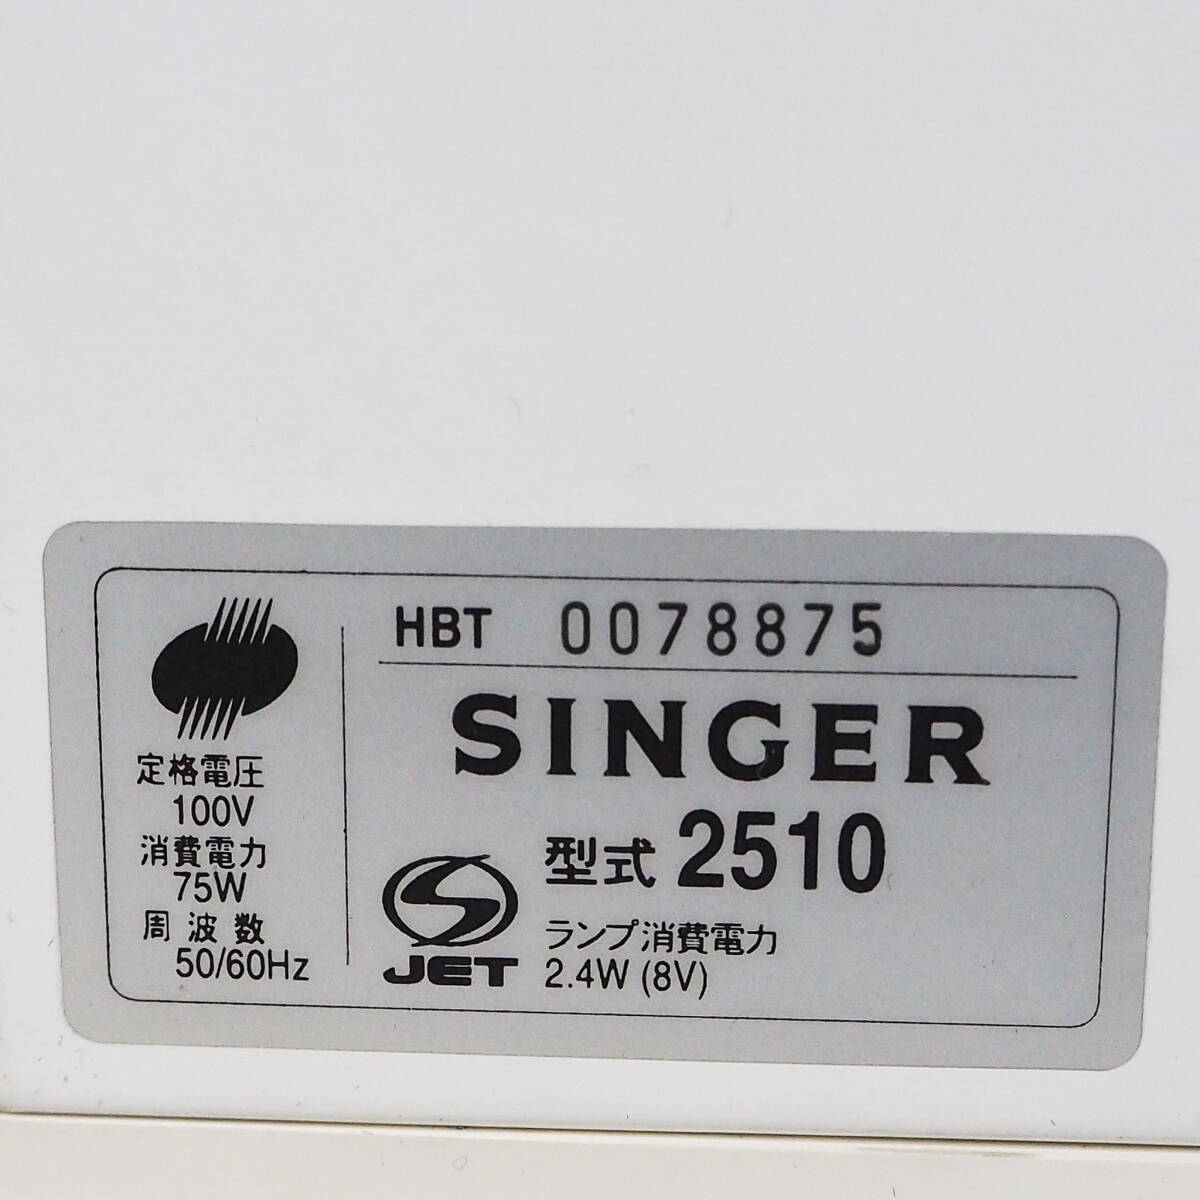 HBT 0078875
SINGER
型式 2510
JET
ランプ消費電力
2.4W (8V)
定格電圧
100V
消費電力
75W
周波数
50/60Hz